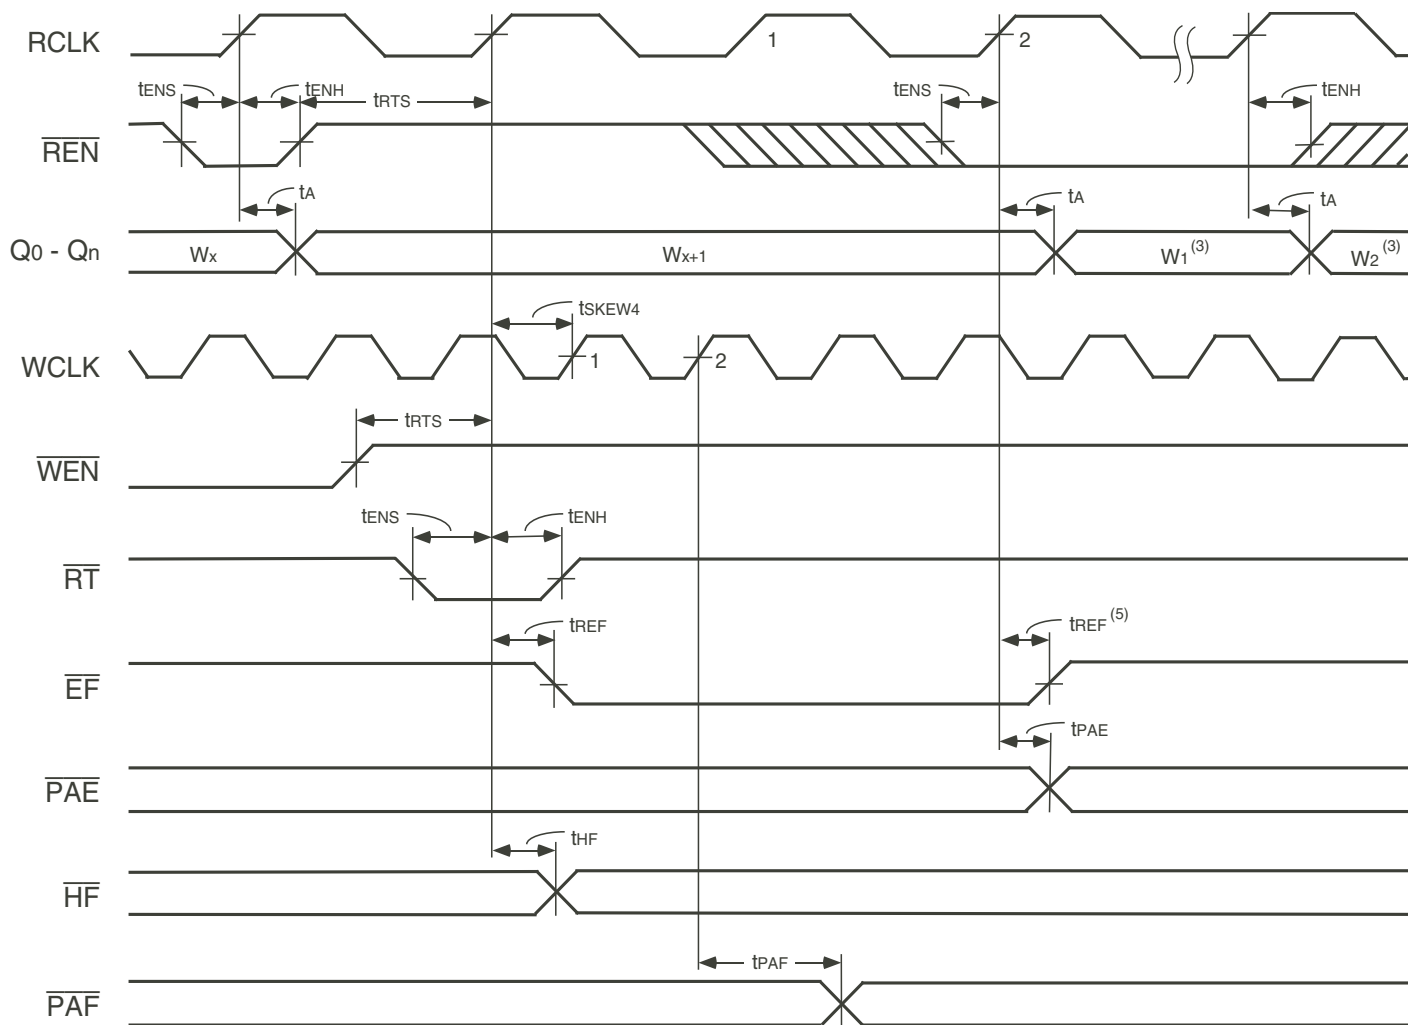 RCLK 1 2
tENS tENH tRTS tENS tENH
REN
tA tA tA
Q0 - Qn Wx Wx+1 W1(3) W2(3)
tSKEW4
WCLK 1 2
tRTS
WEN
tENS tENH
RT
tREF tREF(5)
EF
tPAE
PAE
tHF
HF
tPAF
PAF